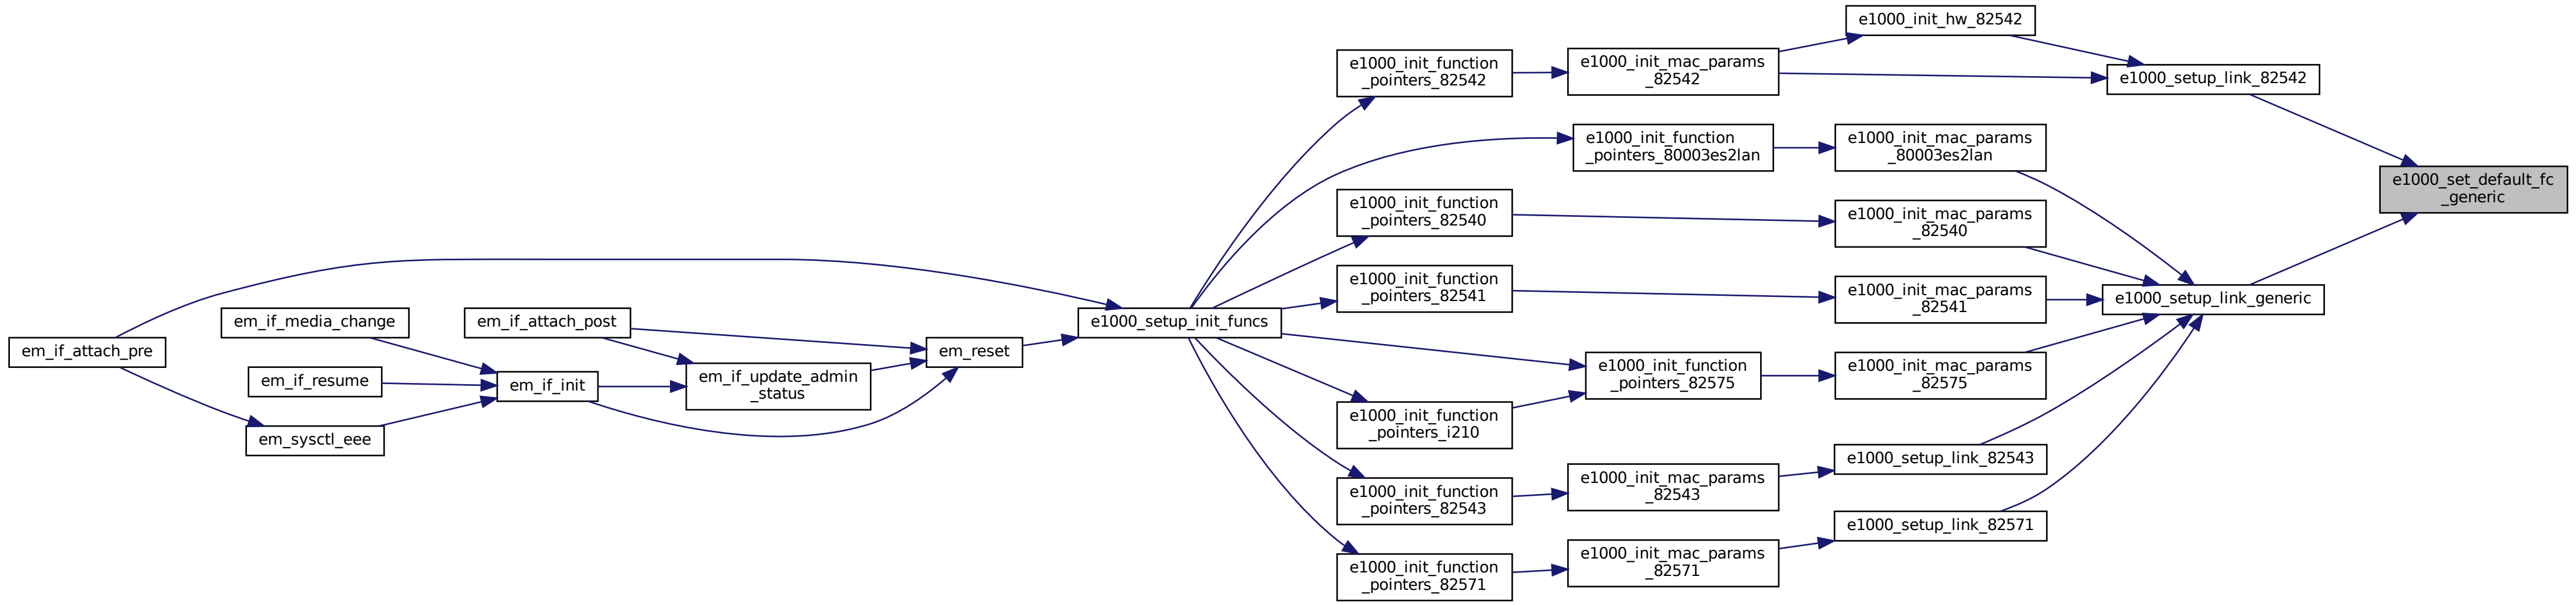 e1000_init_hw_82542
e1000_init_function
_pointers_82542
e1000_init_mac_params
_82542
e1000_setup_link_82542
e1000_init_function
_pointers_80003es2lan
e1000_init_mac_params
_80003es2lan
e1000_set_default_fc
_generic
e1000_init_function
_pointers_82540
e1000_init_mac_params
_82540
e1000_init_function
_pointers_82541
e1000_init_mac_params
_82541
e1000_setup_link_generic
em_if_media_change
em_if_attach_post
e1000_setup_init_funcs
em_if_attach_pre
em_reset
em_if_resume
em_if_init
em_if_update_admin
_status
e1000_init_function
_pointers_82575
e1000_init_mac_params
_82575
em_sysctl_eee
e1000_init_function
_pointers_i210
e1000_setup_link_82543
e1000_init_function
_pointers_82543
e1000_init_mac_params
_82543
e1000_setup_link_82571
e1000_init_function
_pointers_82571
e1000_init_mac_params
_82571